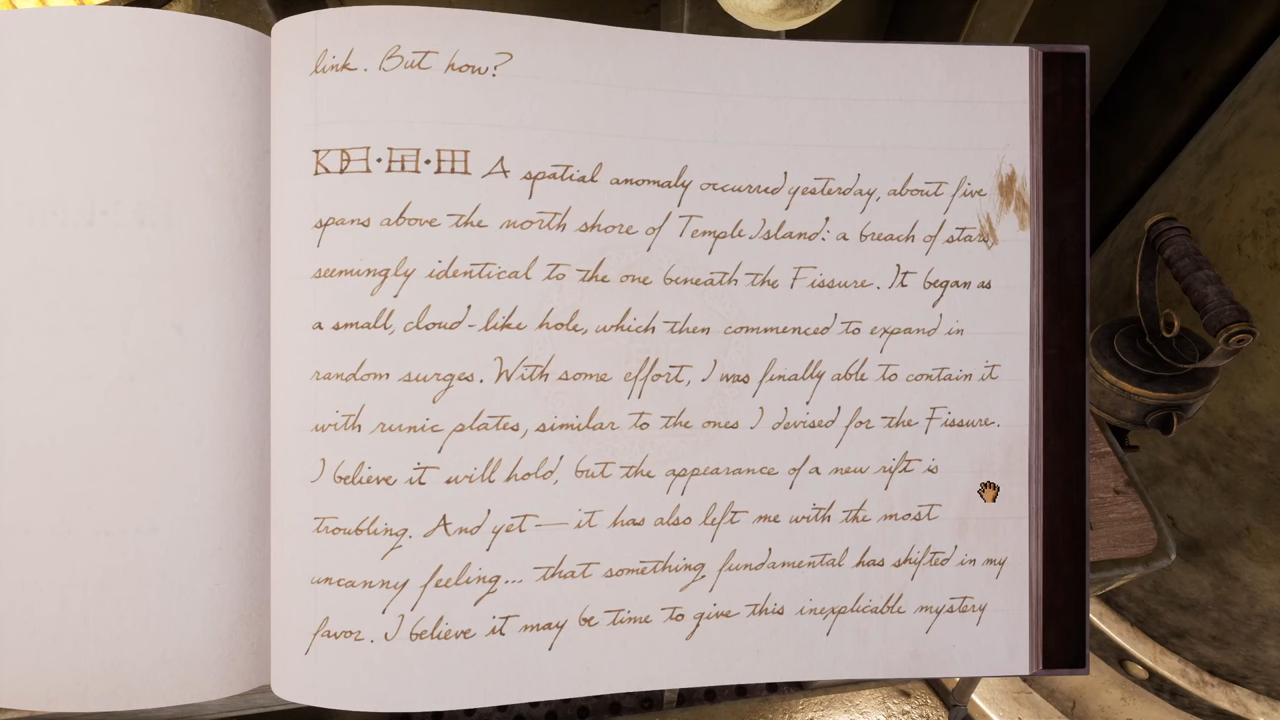 link. But how?
A spatial anomaly occurred yesterday, about five
spans above the north shore of Temple Island: a breach of stars,
seemingly identical to the one beneath the Fissure. It began as
a small, cloud-like hole, which then commenced to expand in
random surges. With some effort, I was finally able to contain it
with runic plates, similar to the ones I devised for the Fissure.
I believe it will hold, but the appearance of a new rift is
troubling. And yet — it has also left me with the most
uncanny feeling... that something fundamental has shifted in my
favor. I believe it may be time to give this inexplicable mystery